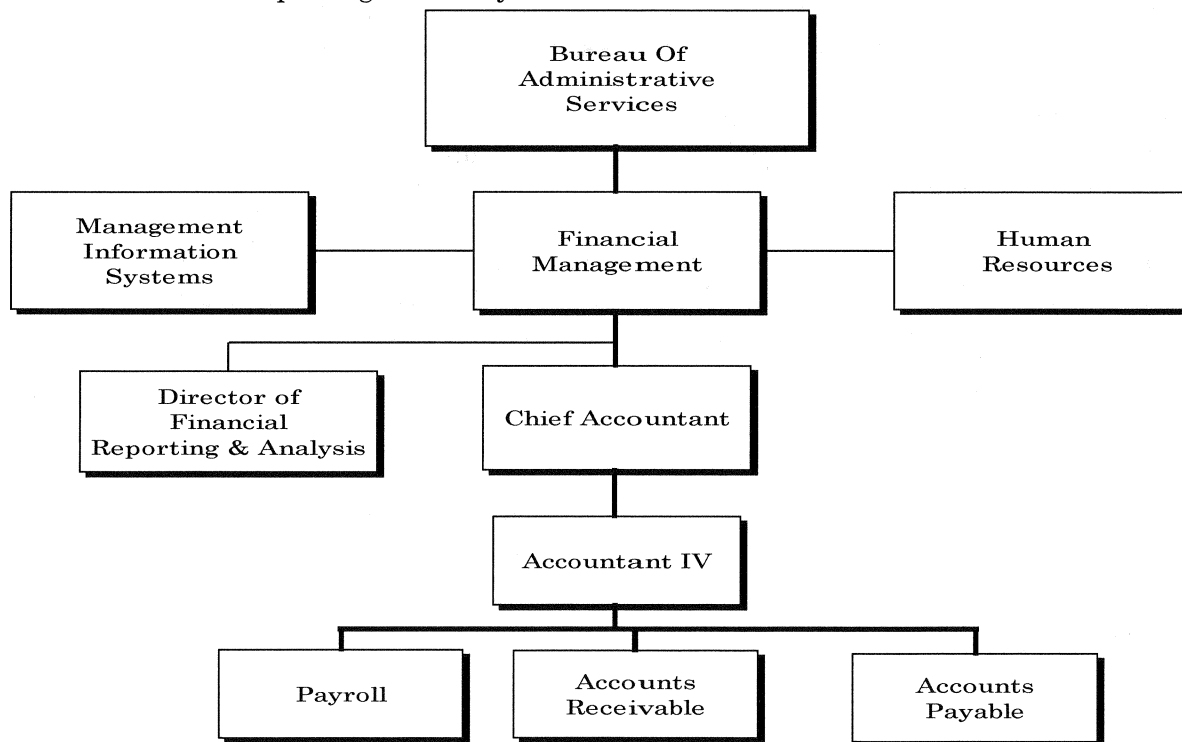 Bureau Of
Administrative
Services
Management
Information
Systems
Financial
Management
Human
Resources
Director of
Financial
Reporting & Analysis
Chief Accountant
Accountant IV
Payroll
Accounts
Receivable
Accounts
Payable